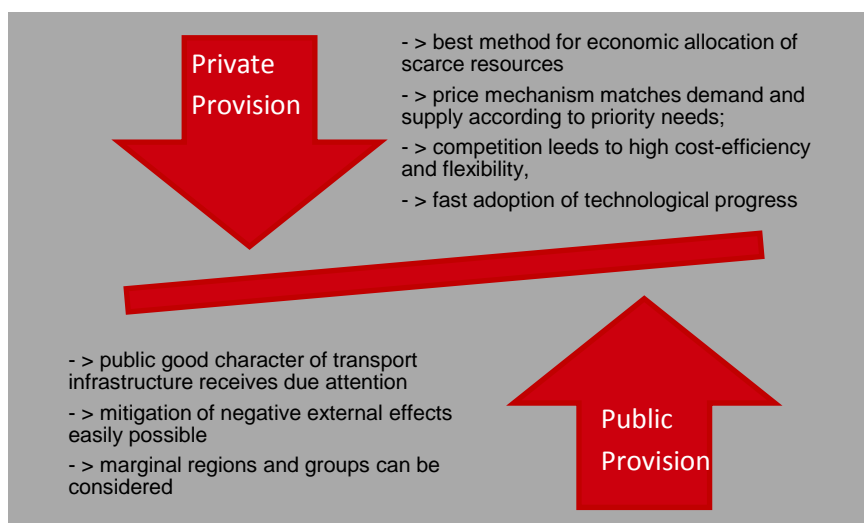 Private
Provision
- > best method for economic allocation of
scarce resources
- > price mechanism matches demand and
supply according to priority needs;
- > competition leeds to high cost-efficiency
and flexibility,
- > fast adoption of technological progress
- > public good character of transport
infrastructure receives due attention
- > mitigation of negative external effects
easily possible
- > marginal regions and groups can be
considered
Public
Provision